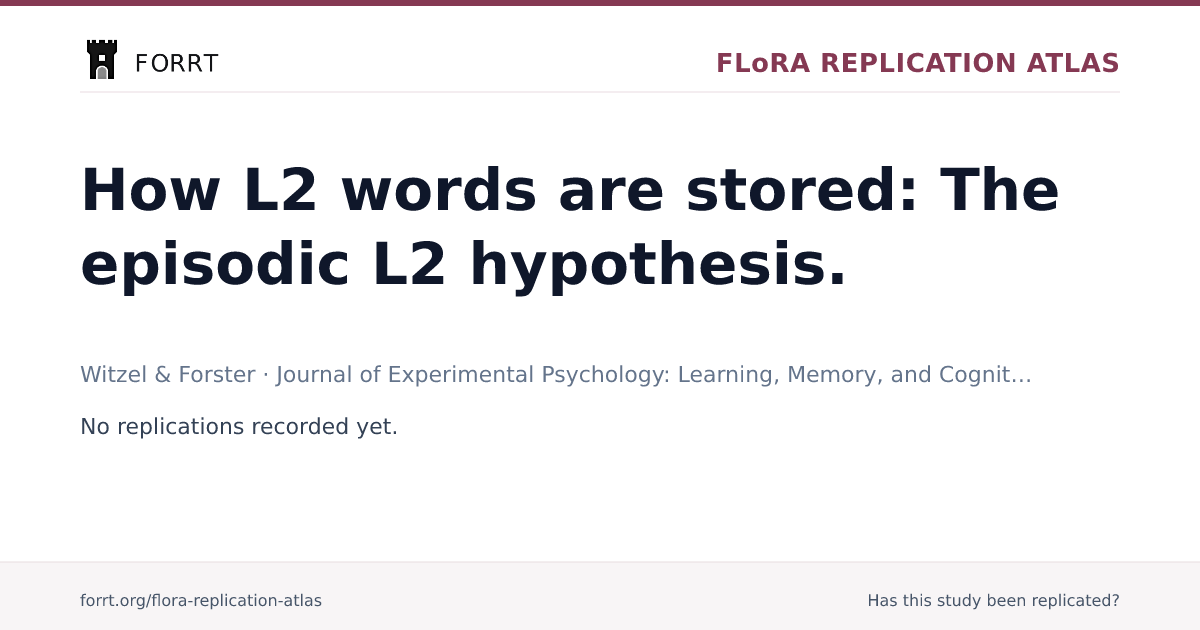 FORRT
FLoRA REPLICATION ATLAS
How L2 words are stored: The
episodic L2 hypothesis.
Witzel & Forster · Journal of Experimental Psychology: Learning, Memory, and Cognit…
No replications recorded yet.
forrt.org/flora-replication-atlas
Has this study been replicated?